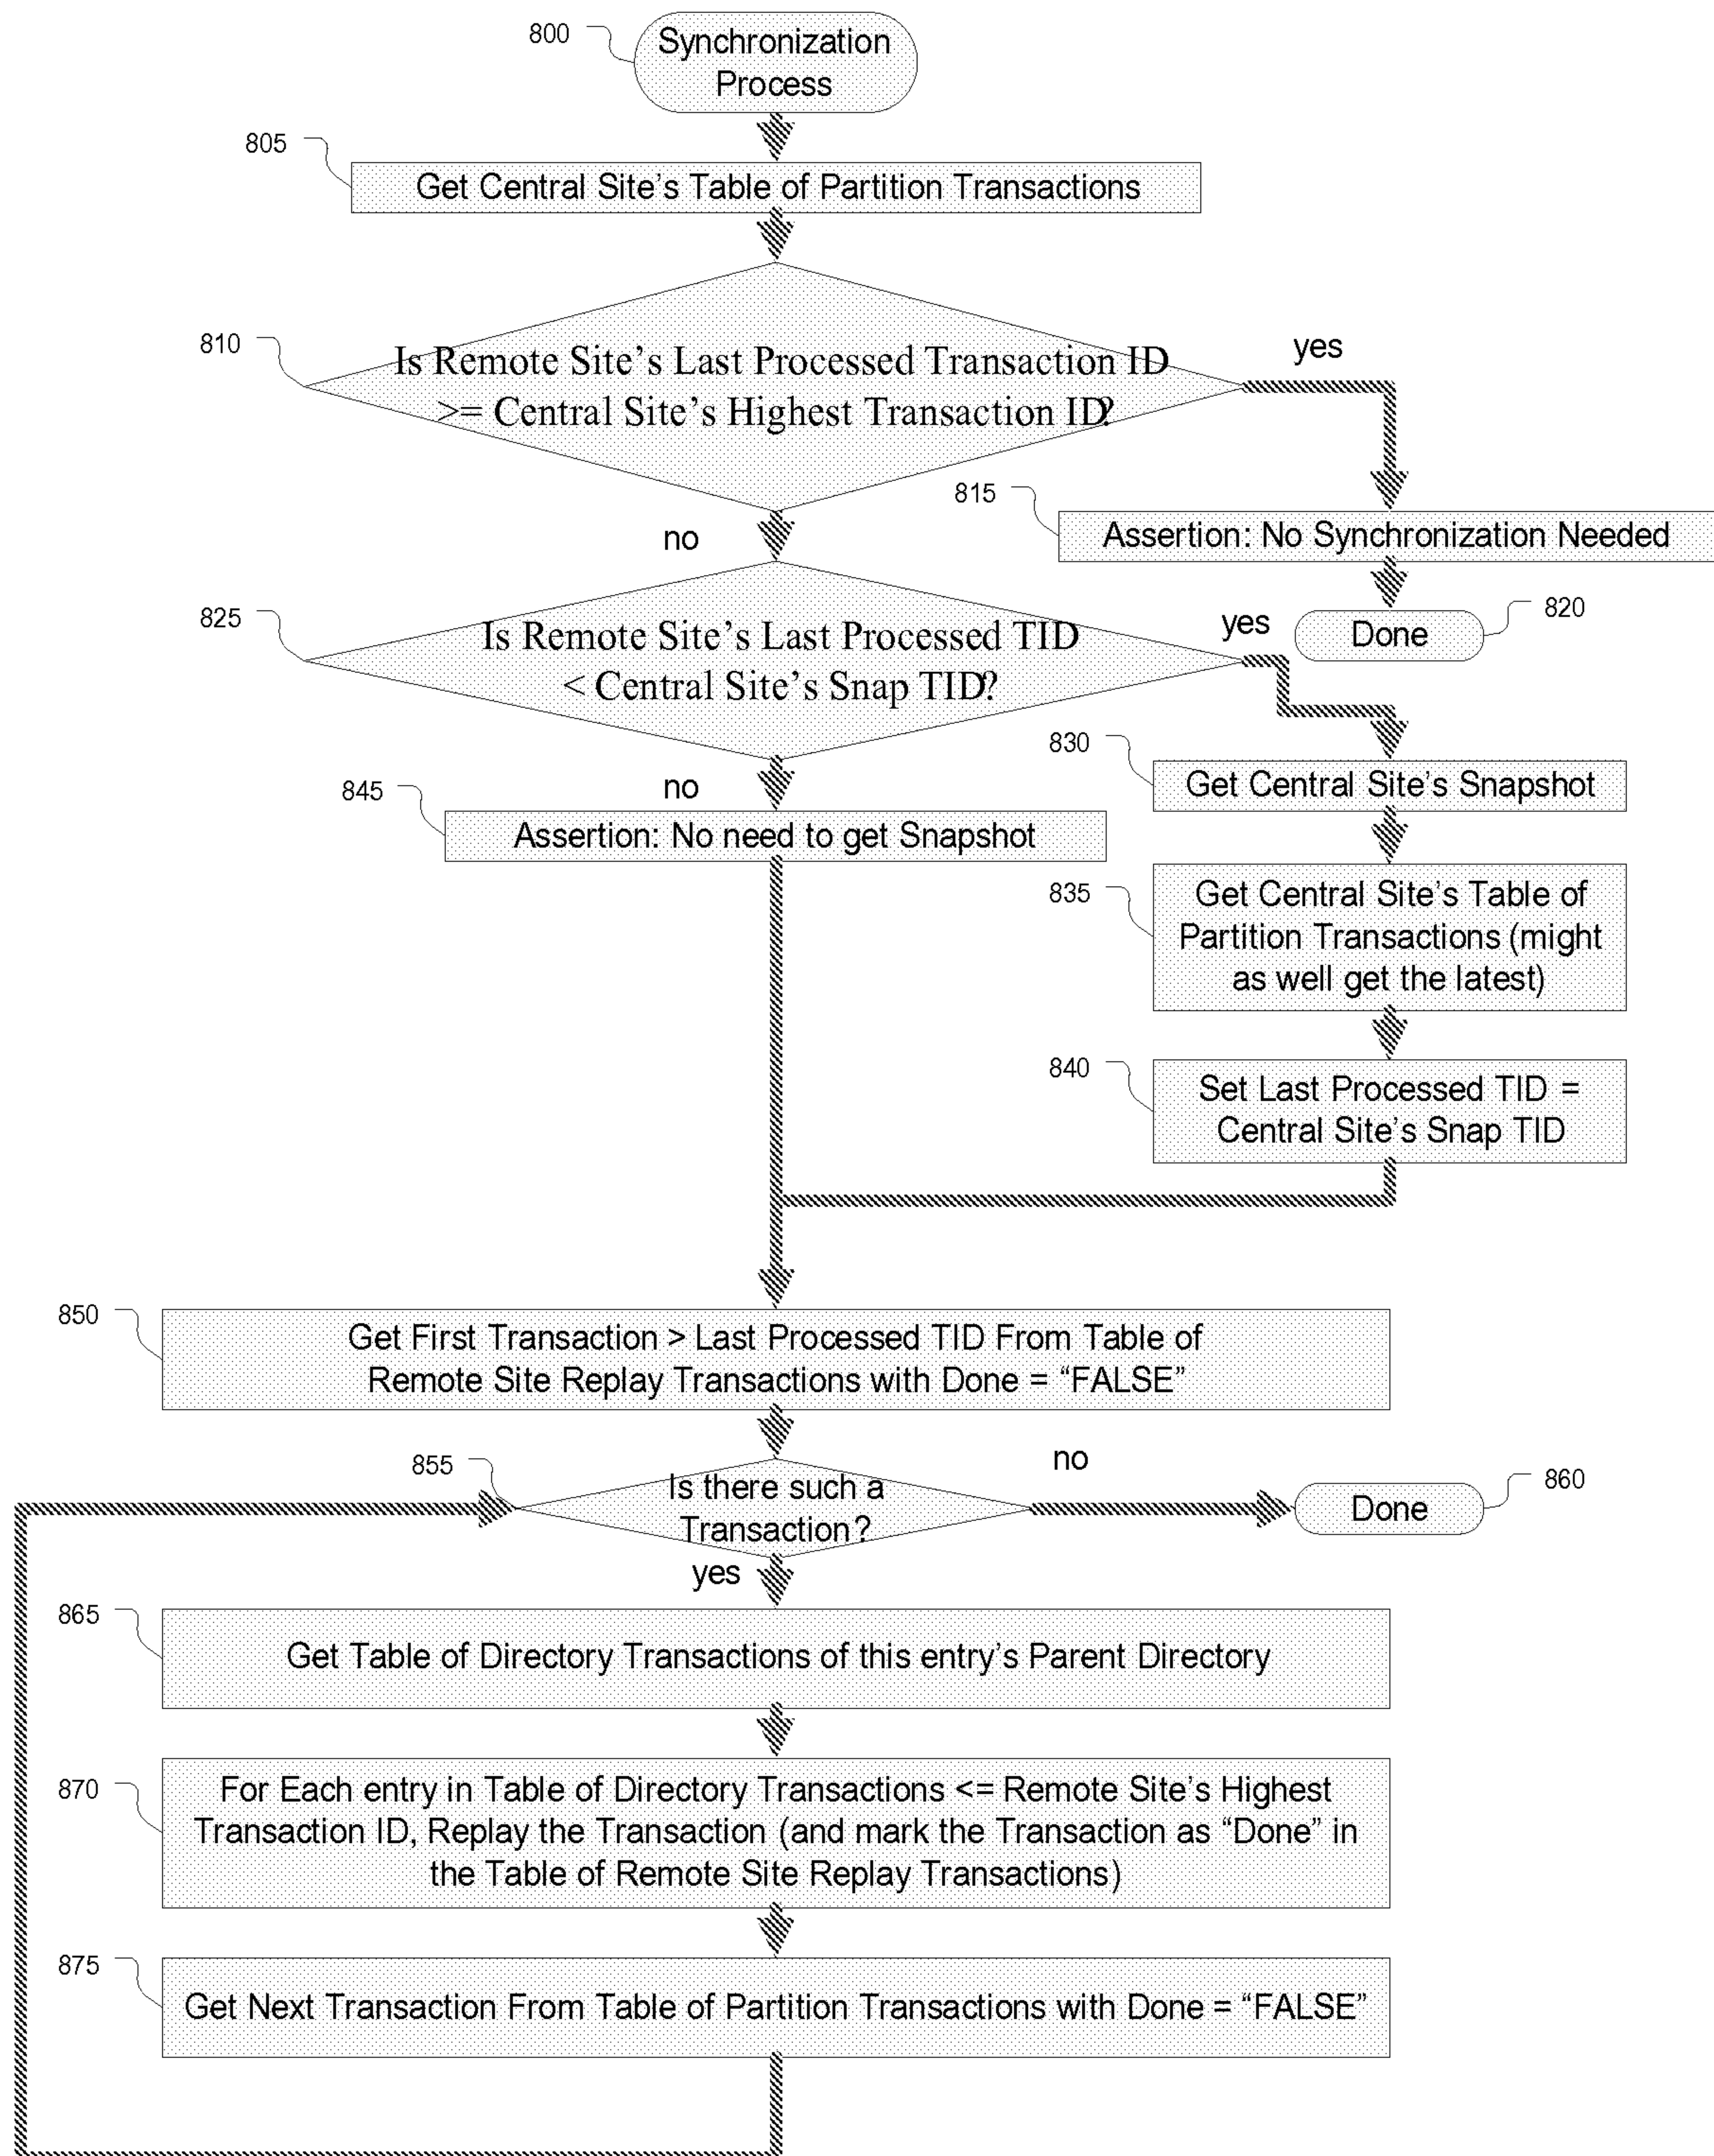 800
Synchronization
Process
805
Get Central Site's Table of Partition Transactions
810
Is Remote Site's Last Processed Transaction ID
>= Central Site's Highest Transaction ID?
yes
815
Assertion: No Synchronization Needed
no
820
Done
825
Is Remote Site's Last Processed TID
< Central Site's Snap TID?
yes
830
Get Central Site's Snapshot
no
845
Assertion: No need to get Snapshot
835
Get Central Site's Table of
Partition Transactions (might
as well get the latest)
840
Set Last Processed TID =
Central Site's Snap TID
850
Get First Transaction > Last Processed TID From Table of
Remote Site Replay Transactions with Done = “FALSE”
855
Is there such a
Transaction?
no
Done
860
yes
865
Get Table of Directory Transactions of this entry's Parent Directory
870
For Each entry in Table of Directory Transactions <= Remote Site's Highest
Transaction ID, Replay the Transaction (and mark the Transaction as “Done” in
the Table of Remote Site Replay Transactions)
875
Get Next Transaction From Table of Partition Transactions with Done = “FALSE”